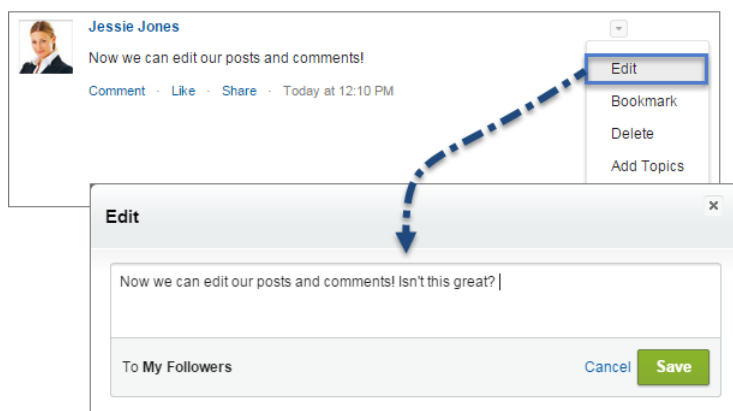 Jessie Jones
Now we can edit our posts and comments!
Comment · Like · Share · Today at 12:10 PM
Edit
Bookmark
Delete
Add Topics
Edit
Now we can edit our posts and comments! Isn't this great?
To My Followers
Cancel
Save